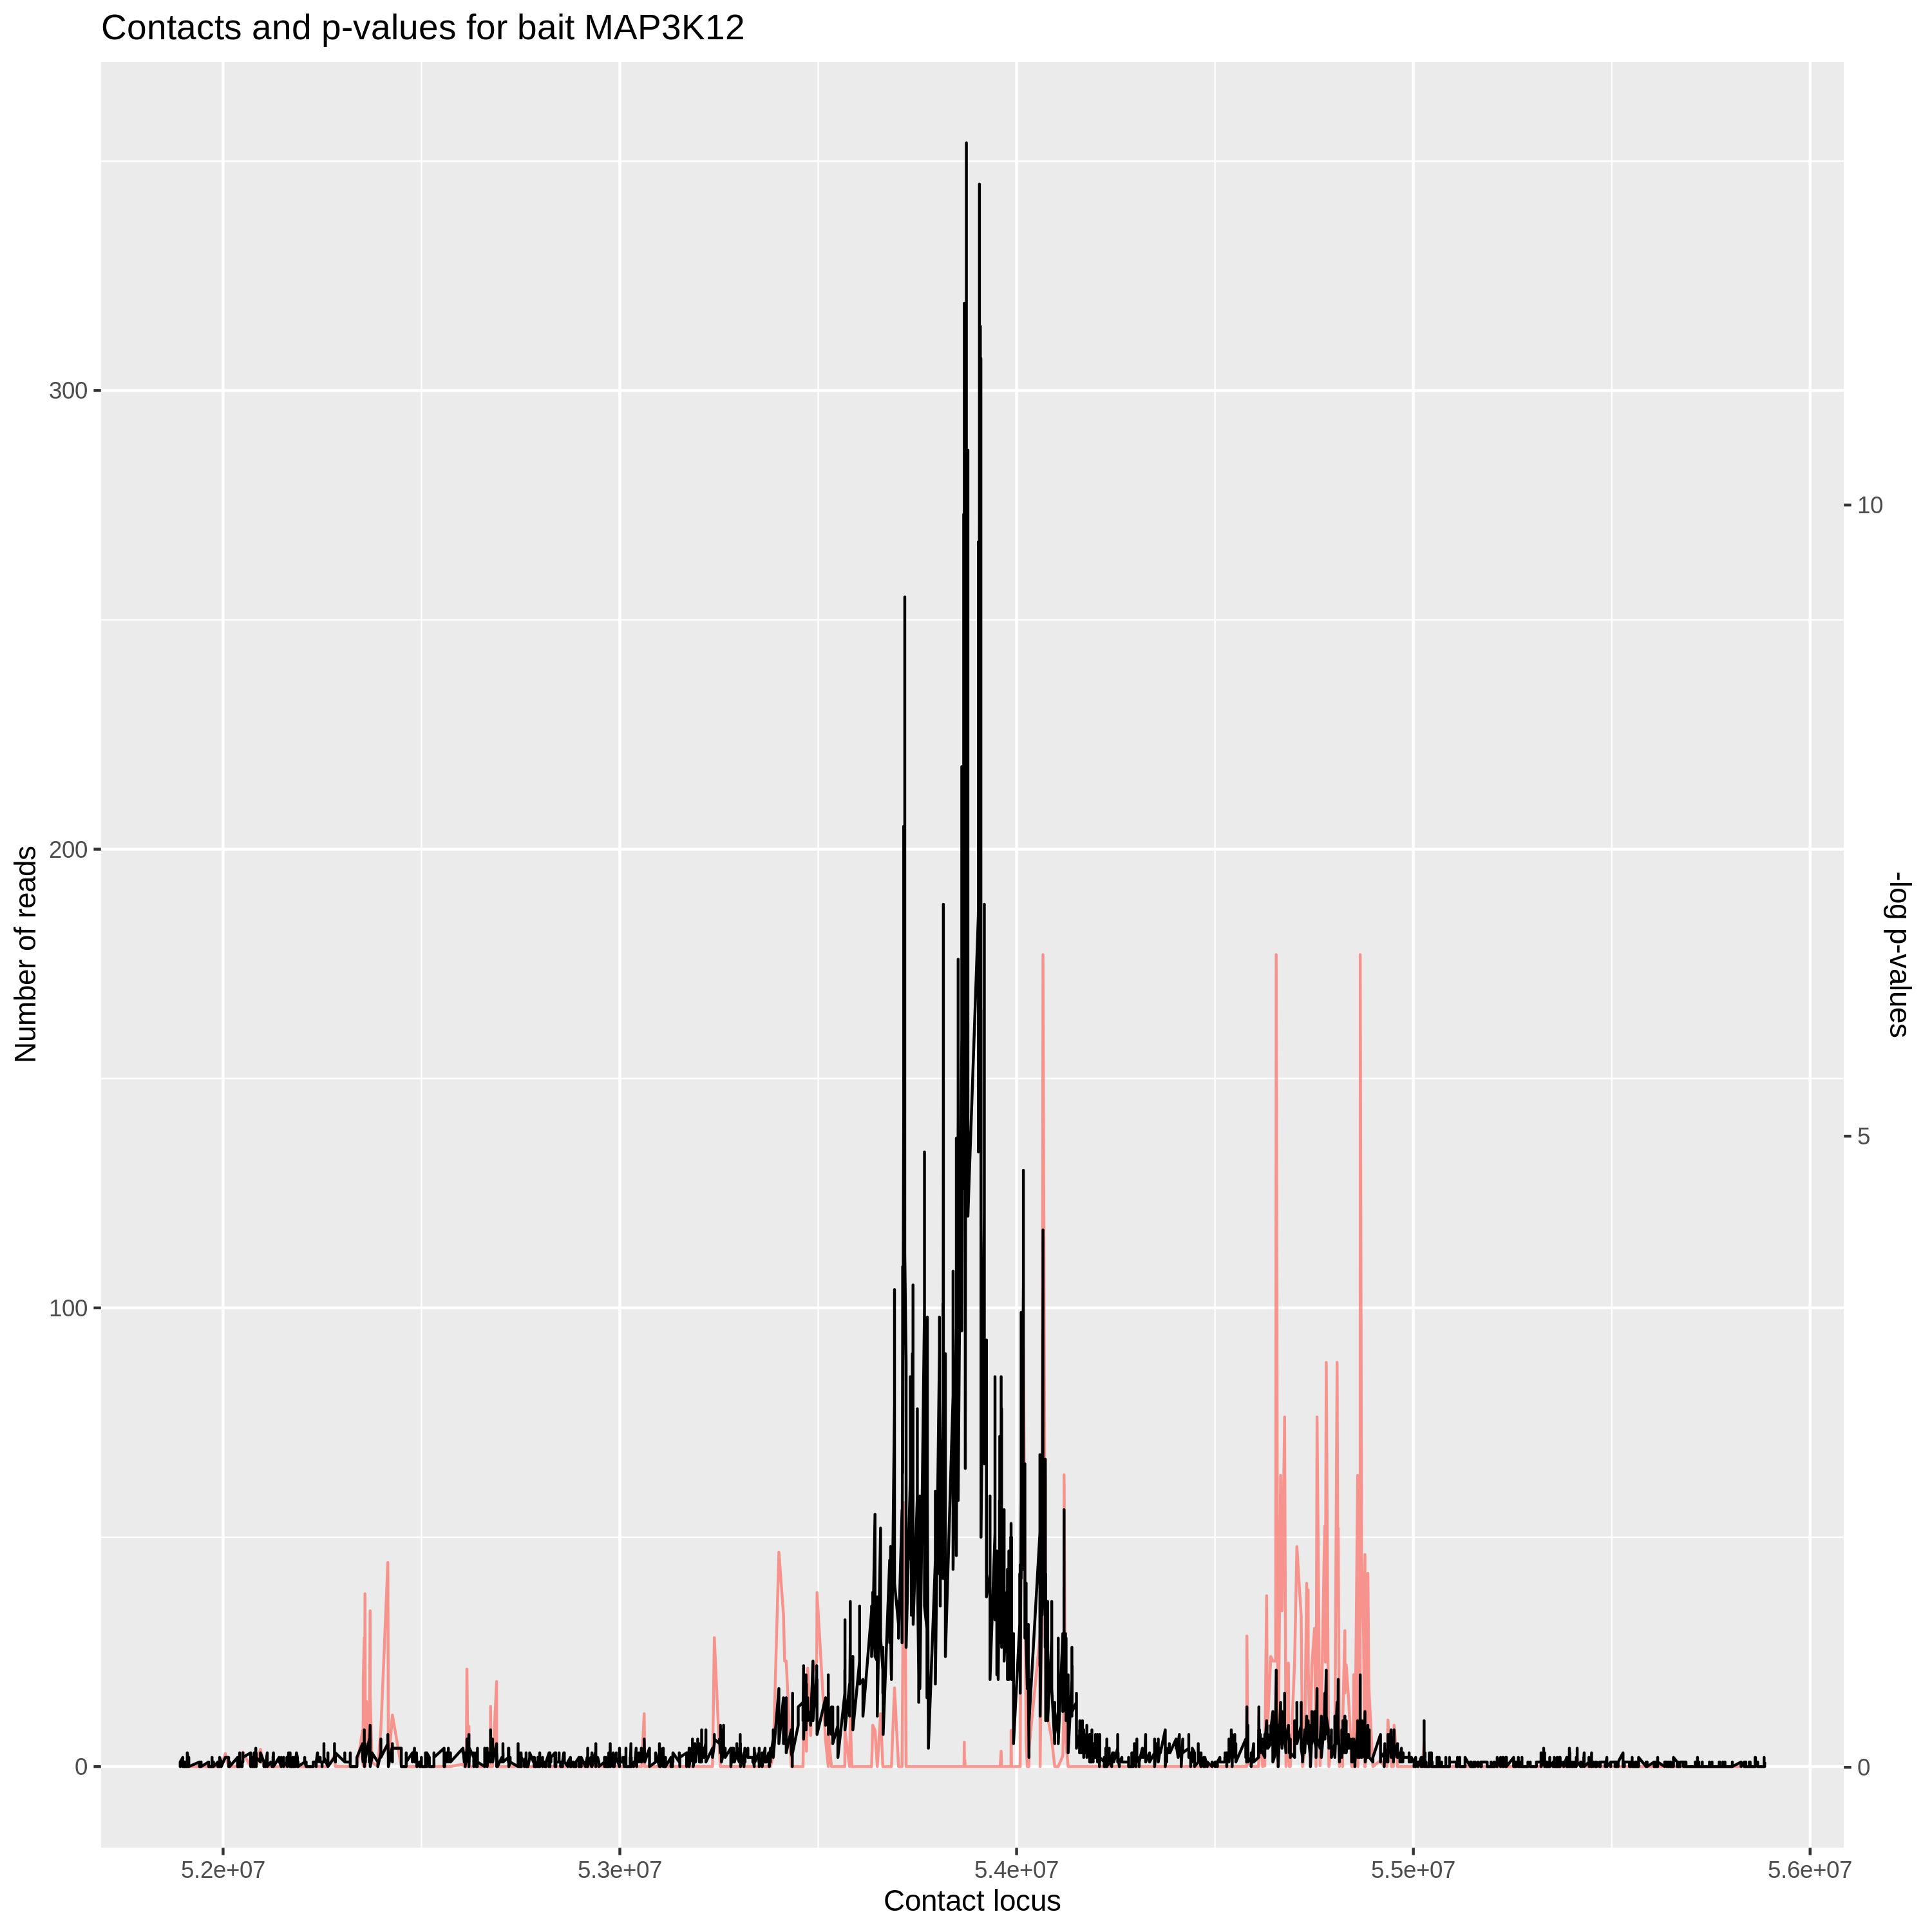 Contacts and p-values for bait MAP3K12
Number of reads
300
200
100
0
10
5
0
-log p-values
5.2e+07 5.3e+07 5.4e+07 5.5e+07 5.6e+07
Contact locus